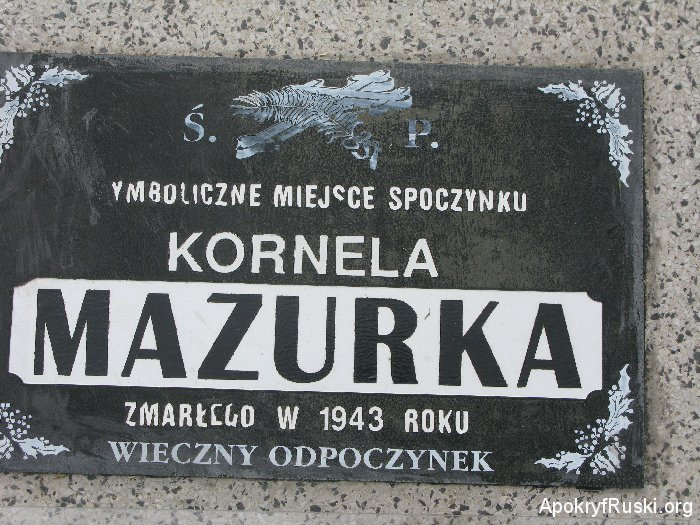 Ś. P.
YMBOLICZNE MIEJSCE SPOCZYNKU
KORNELA
MAZURKA
ZMARŁEGO W 1943 ROKU
WIECZNY ODPOCZYNEK
ApokryfRuski.org